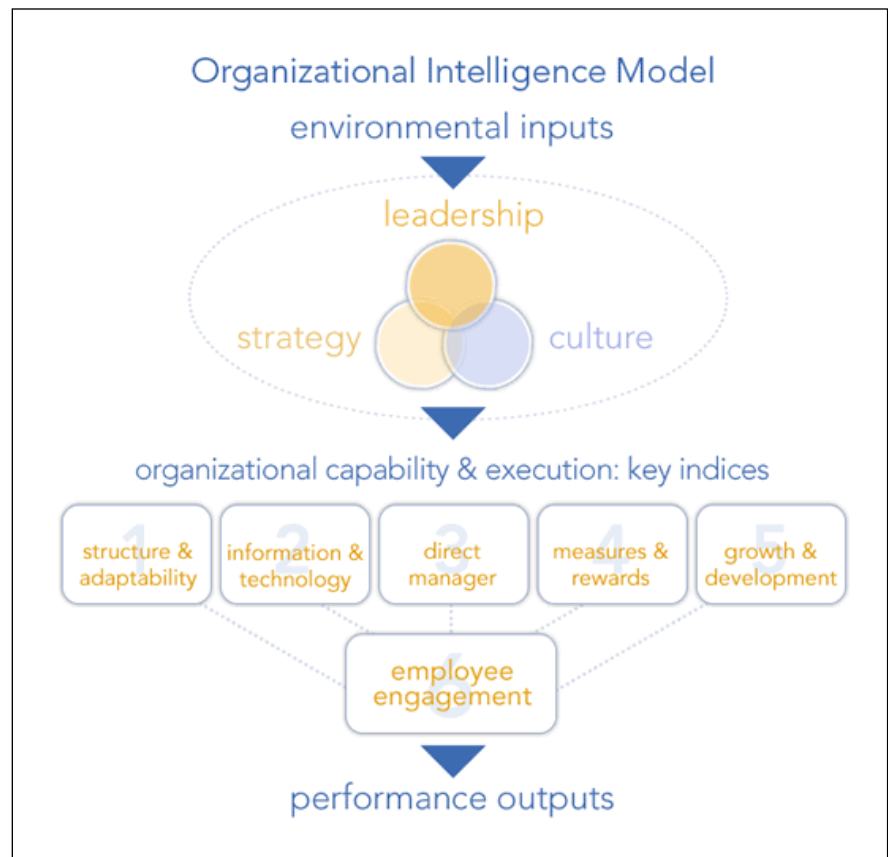 Organizational Intelligence Model
environmental inputs
leadership
strategy
culture
organizational capability & execution: key indices
1
structure &
adaptability
2
information &
technology
3
direct
manager
4
measures &
rewards
5
growth &
development
6
employee
engagement
performance outputs